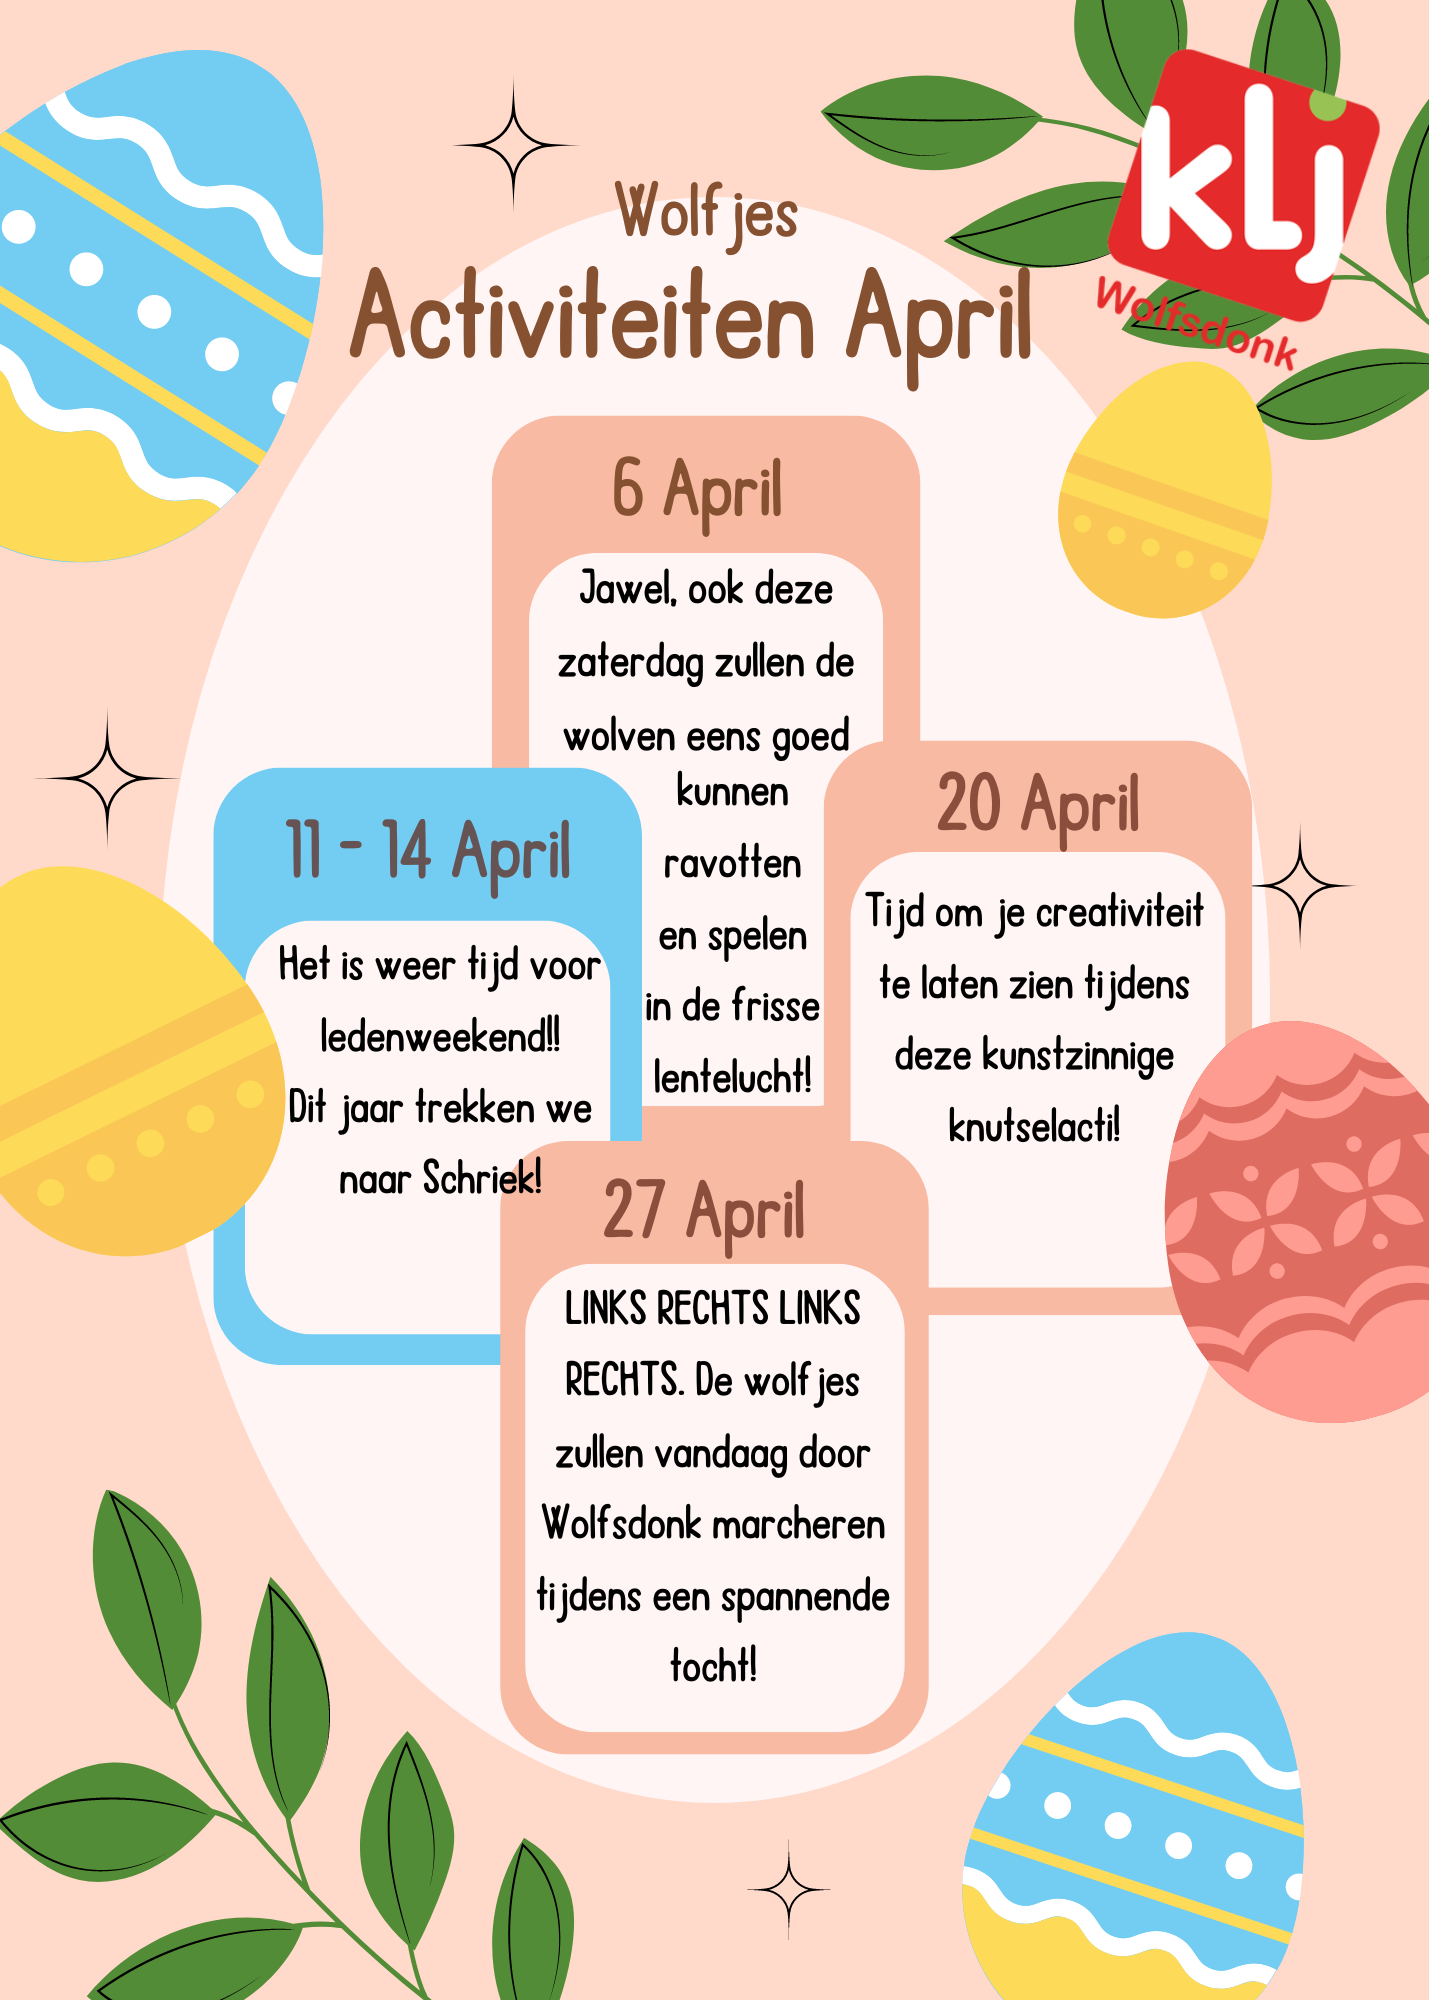 klj
Wolfsdonk
Wolfjes
Activiteiten April
6 April
Jawel, ook deze
zaterdag zullen de
wolven eens goed
kunnen
ravotten
en spelen
in de frisse
lentelucht!
11 - 14 April
Het is weer tijd voor
ledenweekend!!
Dit jaar trekken we
naar Schriek!
20 April
Tijd om je creativiteit
te laten zien tijdens
deze kunstzinnige
knutselacti!
27 April
LINKS RECHTS LINKS
RECHTS. De wolfjes
zullen vandaag door
Wolfsdonk marcheren
tijdens een spannende
tocht!